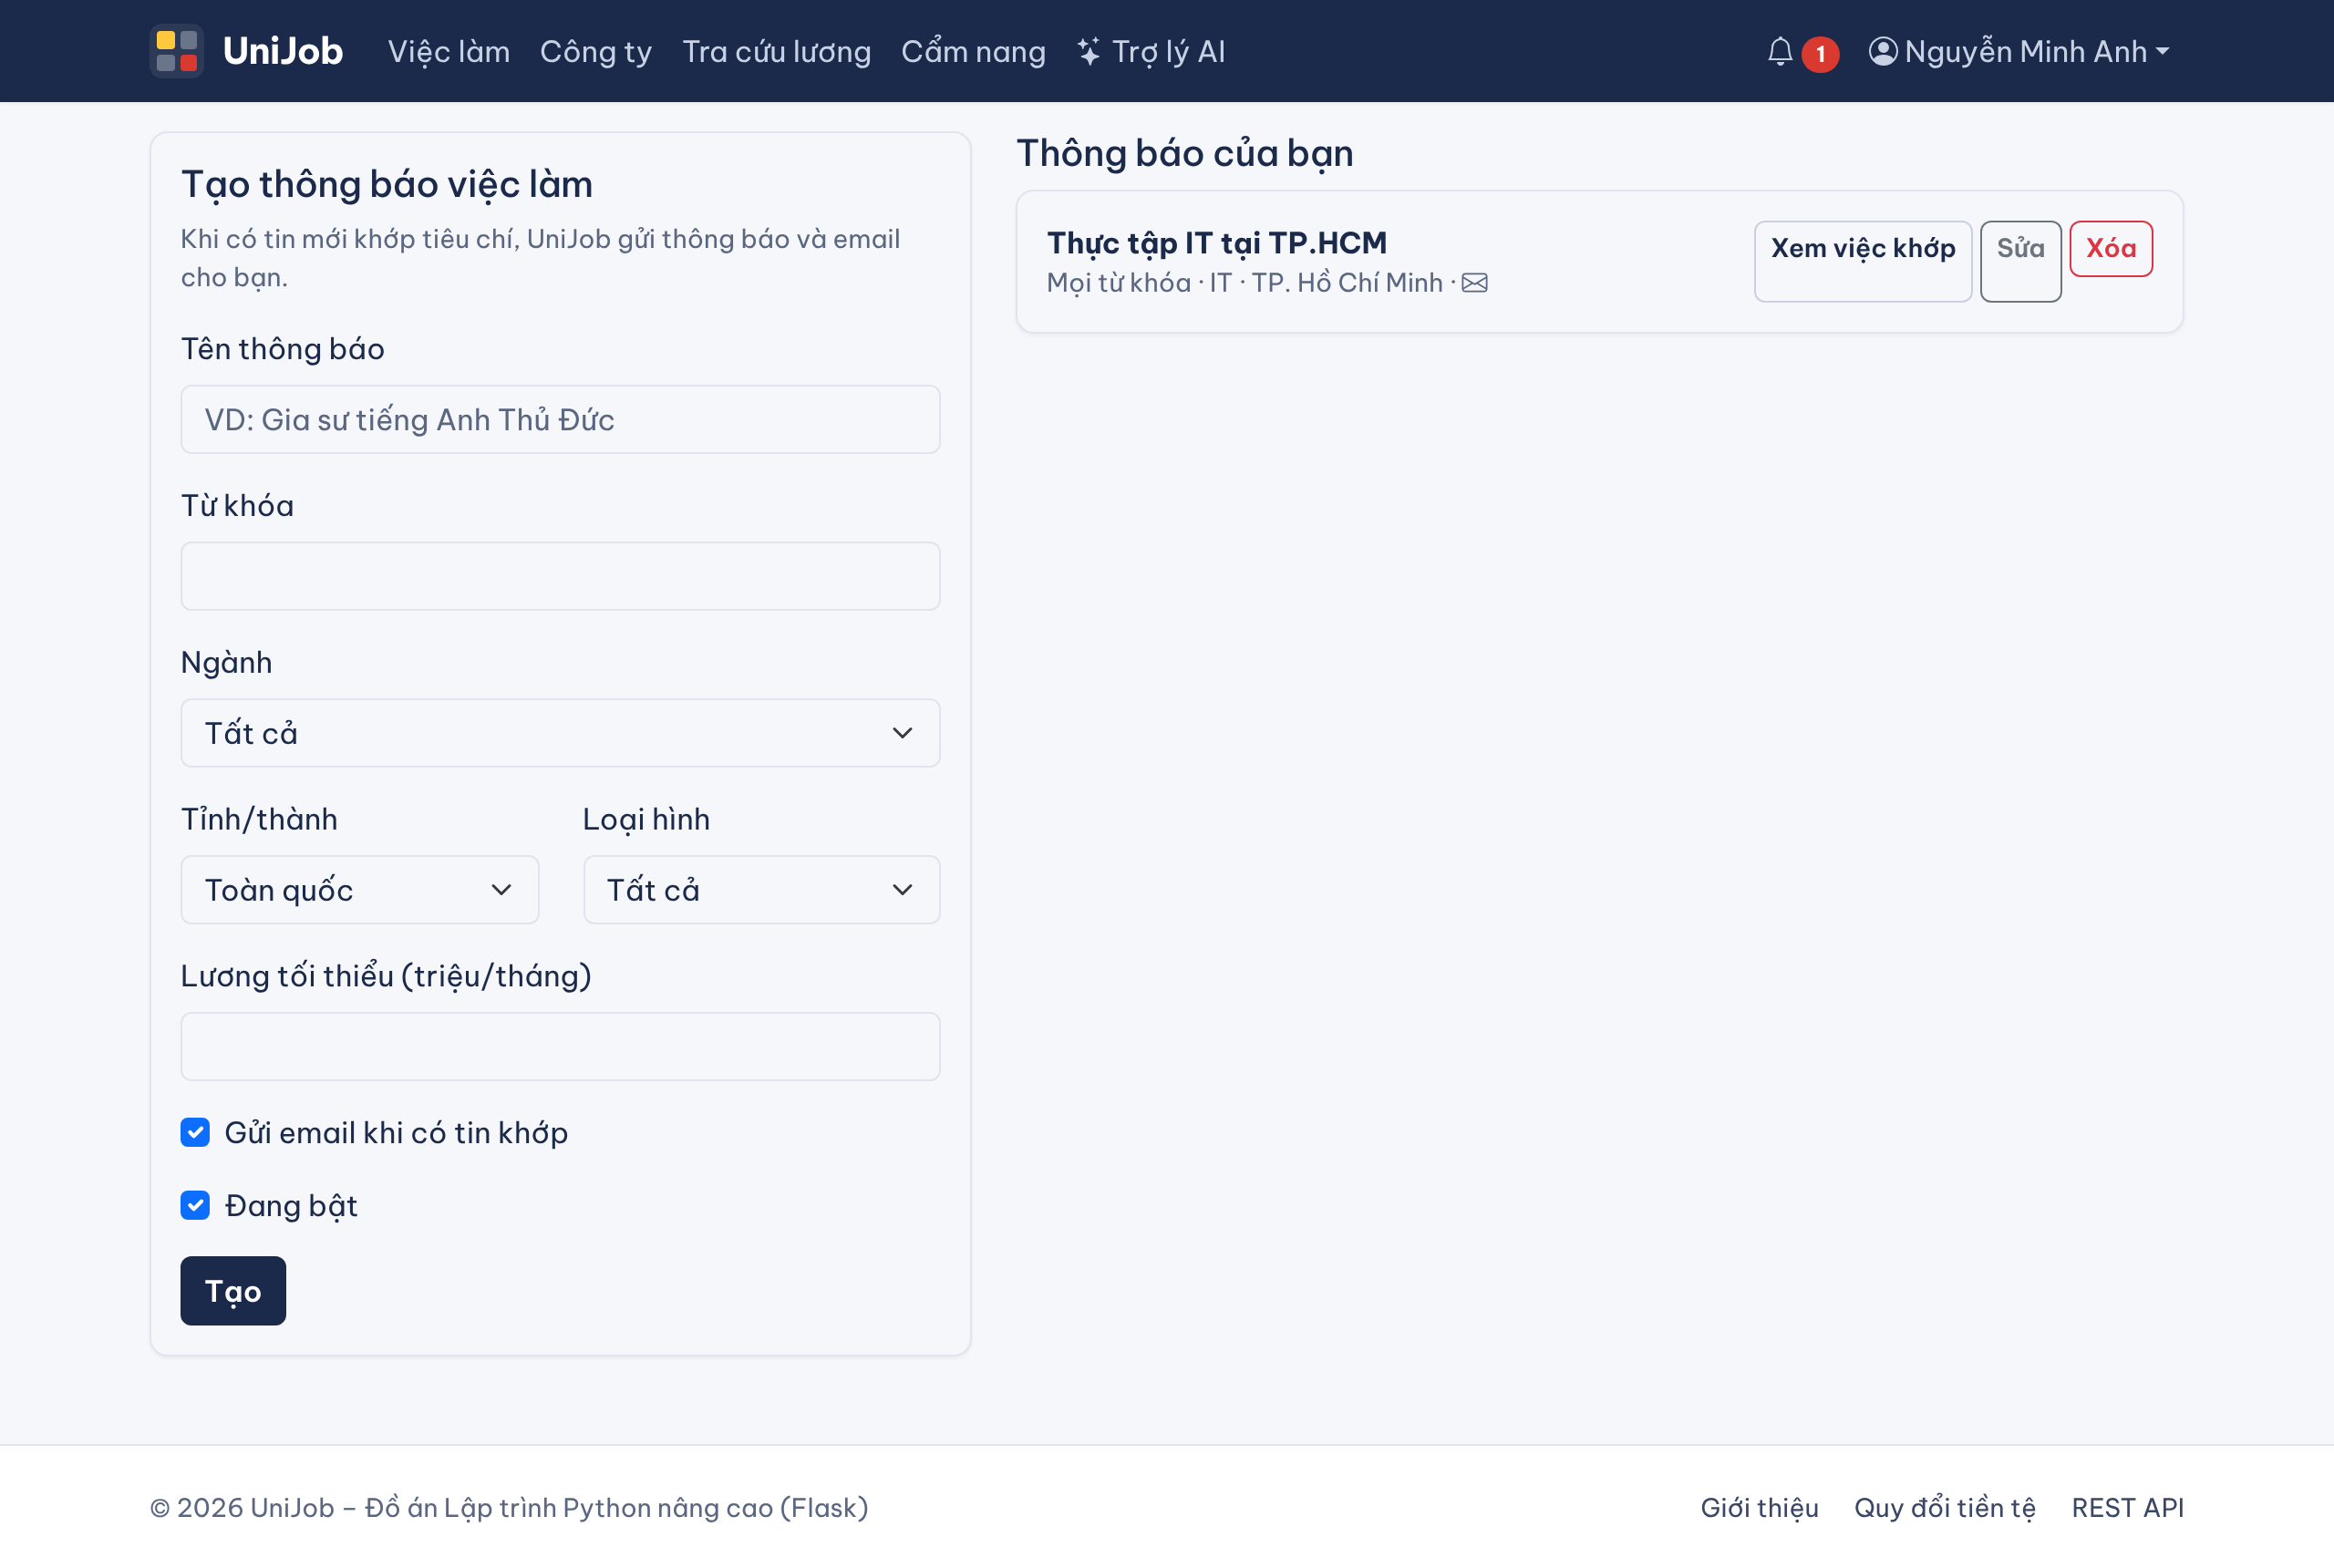 UniJob Việc làm Công ty Tra cứu lương Cẩm nang Trợ lý AI 1 Nguyễn Minh Anh
Tạo thông báo việc làm
Khi có tin mới khớp tiêu chí, UniJob gửi thông báo và email
cho bạn.
Tên thông báo
VD: Gia sư tiếng Anh Thủ Đức
Từ khóa
Ngành
Tất cả
Tỉnh/thành Loại hình
Toàn quốc Tất cả
Lương tối thiểu (triệu/tháng)
Gửi email khi có tin khớp
Đang bật
Tạo
Thông báo của bạn
Thực tập IT tại TP.HCM
Mọi từ khóa · IT · TP. Hồ Chí Minh ·
Xem việc khớp Sửa Xóa
© 2026 UniJob – Đồ án Lập trình Python nâng cao (Flask)
Giới thiệu Quy đổi tiền tệ REST API